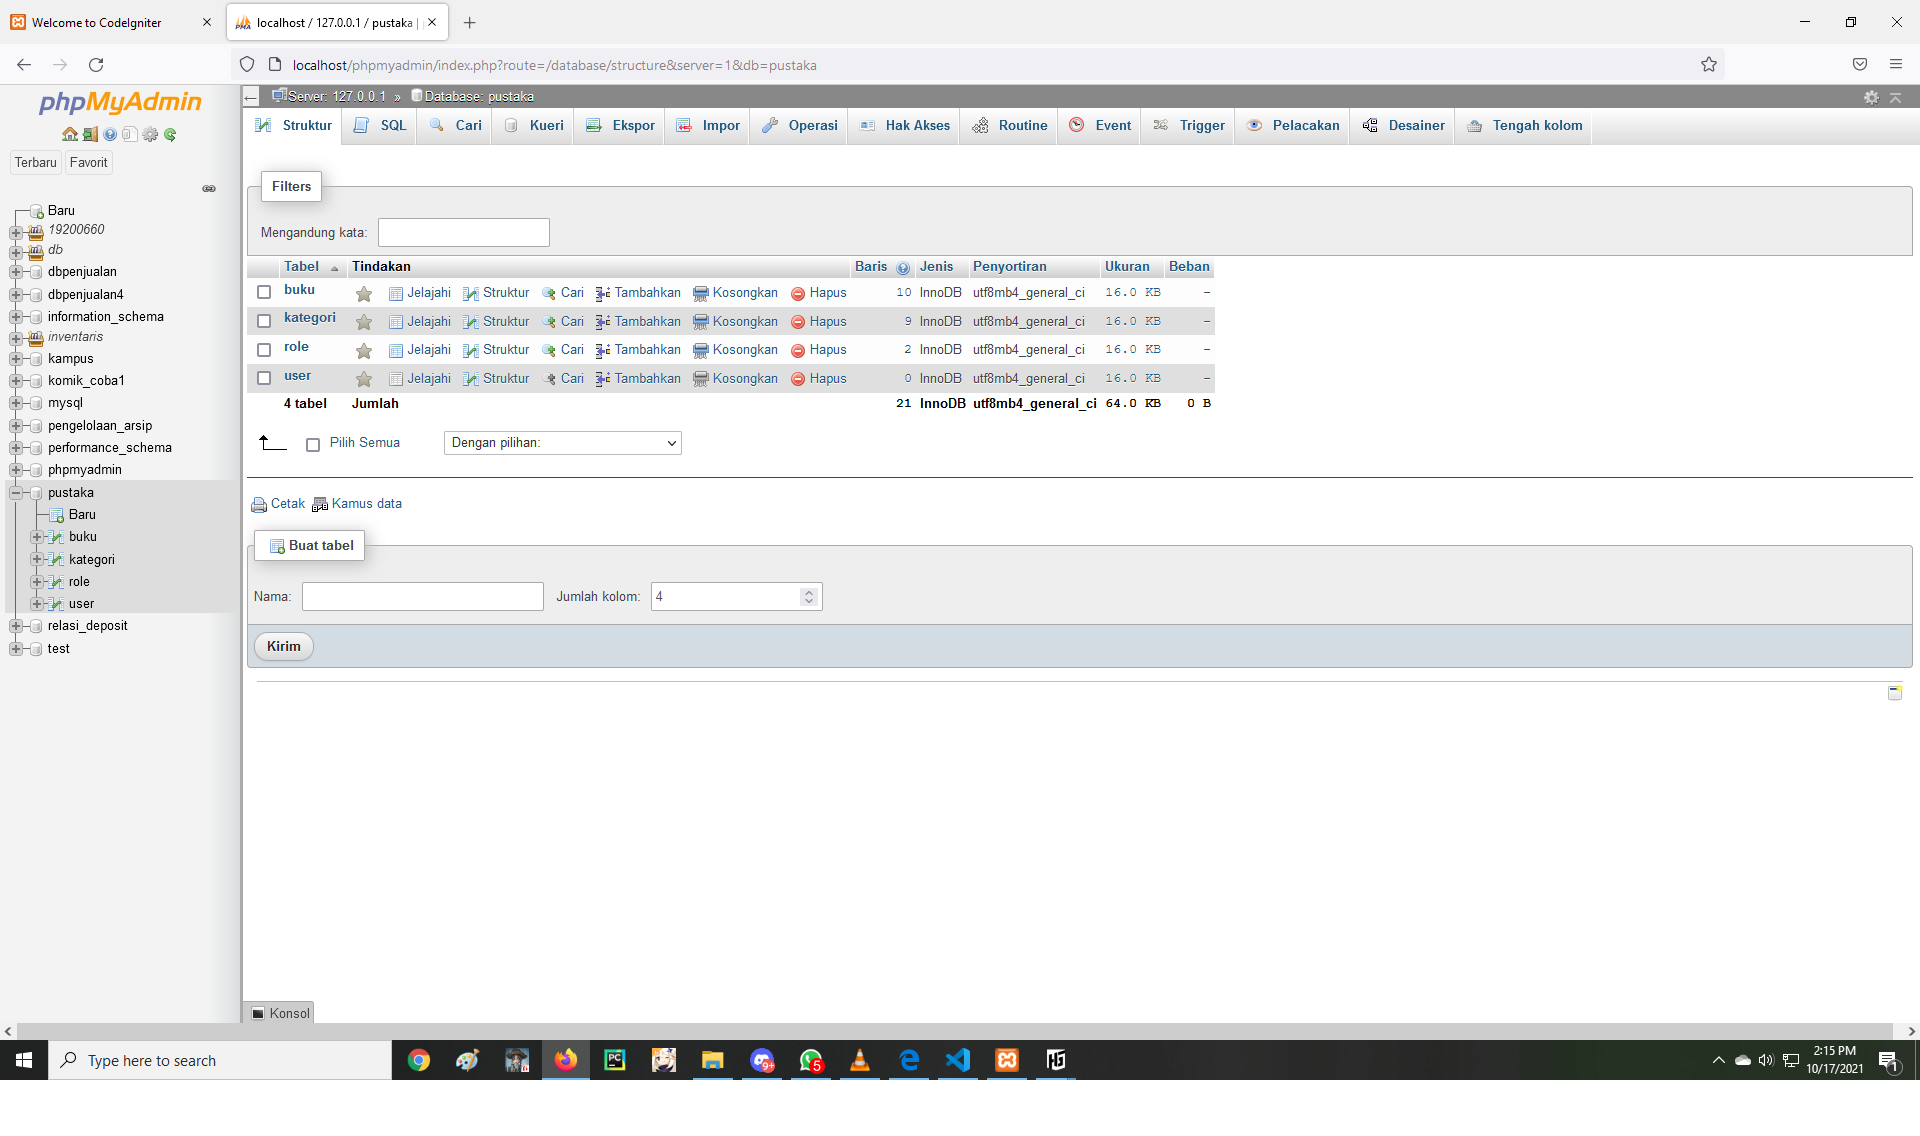 Welcome to CodeIgniter
localhost / 127.0.0.1 / pustaka |
localhost/phpmyadmin/index.php?route=/database/structure&server=1&db=pustaka
phpMyAdmin
Terbaru Favorit
Baru
19200660
db
dbpenjualan
dbpenjualan4
information_schema
inventaris
kampus
komik_coba1
mysql
pengelolaan_arsip
performance_schema
phpmyadmin
pustaka
Baru
buku
kategori
role
user
relasi_deposit
test
Server: 127.0.0.1 » Database: pustaka
Struktur SQL Cari Kueri Ekspor Impor Operasi Hak Akses Routine Event Trigger Pelacakan Desainer Tengah kolom
Filters
Mengandung kata:
Tabel Tindakan Baris Jenis Penyortiran Ukuran Beban
buku Jelajahi Struktur Cari Tambahkan Kosongkan Hapus 10 InnoDB utf8mb4_general_ci 16.0 KB -
kategori Jelajahi Struktur Cari Tambahkan Kosongkan Hapus 9 InnoDB utf8mb4_general_ci 16.0 KB -
role Jelajahi Struktur Cari Tambahkan Kosongkan Hapus 2 InnoDB utf8mb4_general_ci 16.0 KB -
user Jelajahi Struktur Cari Tambahkan Kosongkan Hapus 0 InnoDB utf8mb4_general_ci 16.0 KB -
4 tabel Jumlah 21 InnoDB utf8mb4_general_ci 64.0 KB 0 B
Pilih Semua Dengan pilihan:
Cetak Kamus data
Buat tabel
Nama: Jumlah kolom: 4
Kirim
Konsol
Type here to search
PC
9+
5
2:15 PM
10/17/2021
1